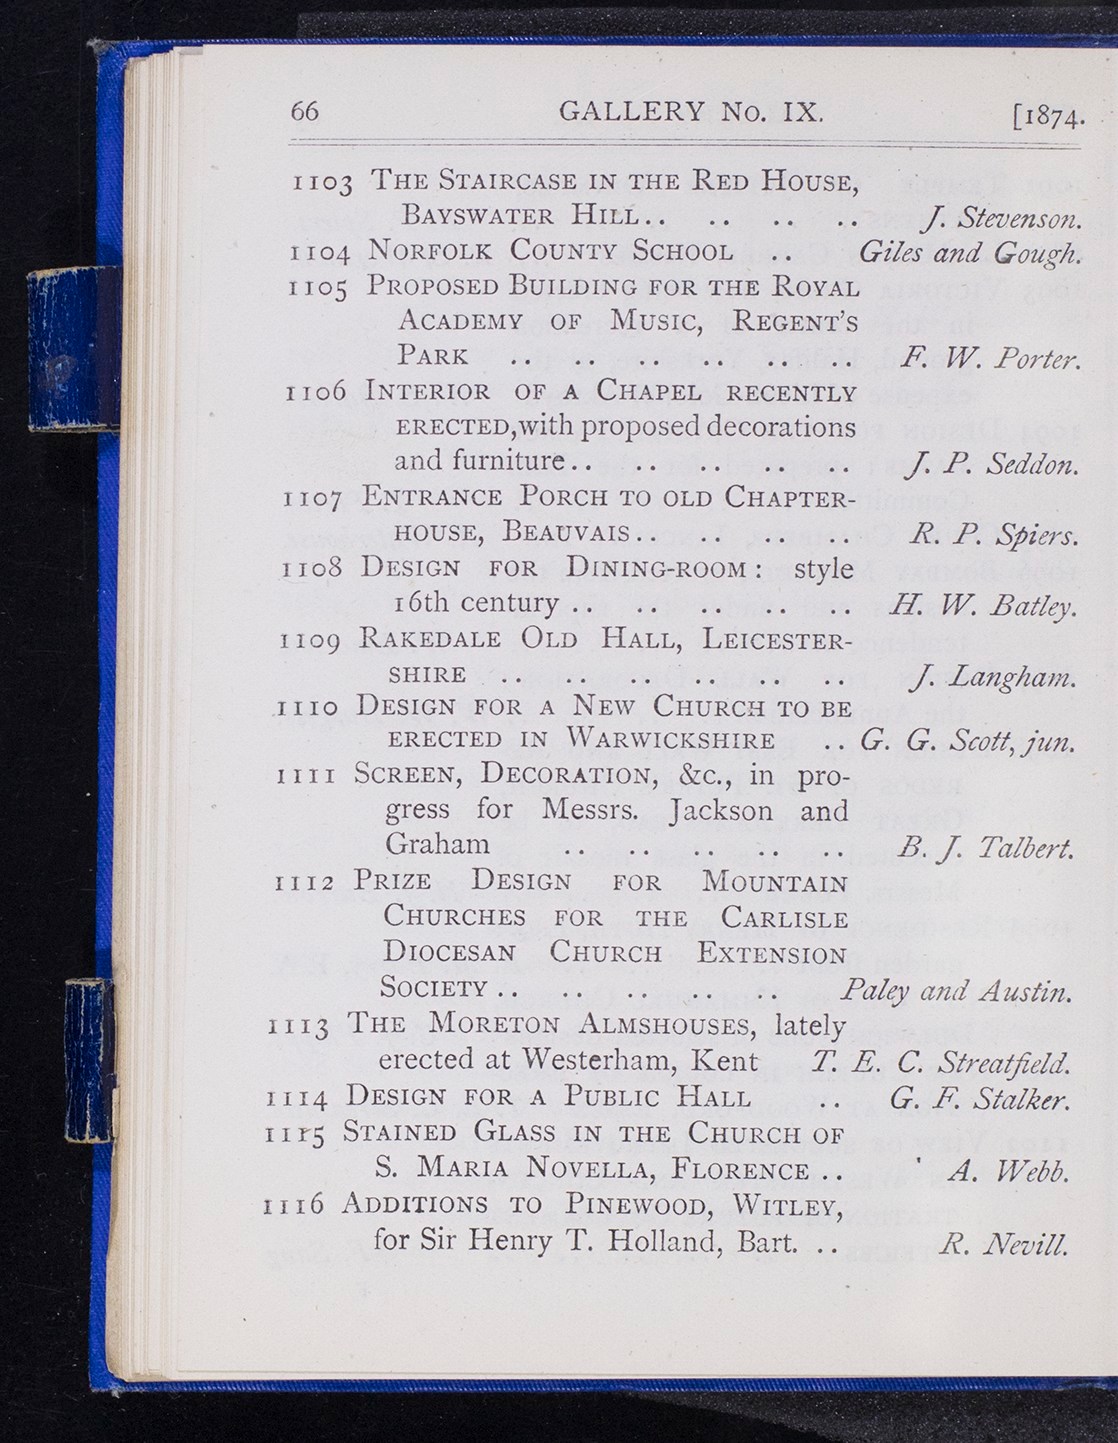 66 GALLERY No. IX. [1874.
1103 THE STAIRCASE IN THE RED HOUSE,
BAYSWATER HILL.. .. .. .. J. Stevenson.
1104 NORFOLK COUNTY SCHOOL .. Giles and Gough.
1105 PROPOSED BUILDING FOR THE ROYAL
ACADEMY OF MUSIC, REGENT'S
PARK .. .. .. .. .. .. F. W. Porter.
1106 INTERIOR OF A CHAPEL RECENTLY
ERECTED, with proposed decorations
and furniture.. .. .. .. .. J. P. Seddon.
1107 ENTRANCE PORCH TO OLD CHAPTER-
HOUSE, BEAUVAIS.. .. .. .. R. P. Spiers.
1108 DESIGN FOR DINING-ROOM: style
16th century .. .. .. .. .. H. W. Batley.
1109 RAKEDALE OLD HALL, LEICESTER-
SHIRE .. .. .. .. .. .. J. Langham.
1110 DESIGN FOR A NEW CHURCH TO BE
ERECTED IN WARWICKSHIRE .. G. G. Scott, jun.
1111 SCREEN, DECORATION, &c., in pro-
gress for Messrs. Jackson and
Graham .. .. .. .. .. B. J. Talbert.
1112 PRIZE DESIGN FOR MOUNTAIN
CHURCHES FOR THE CARLISLE
DIOCESAN CHURCH EXTENSION
SOCIETY .. .. .. .. .. Paley and Austin.
1113 THE MORETON ALMSHOUSES, lately
erected at Westerham, Kent T. E. C. Streatfield.
1114 DESIGN FOR A PUBLIC HALL .. G. F. Stalker.
1115 STAINED GLASS IN THE CHURCH OF
S. MARIA NOVELLA, FLORENCE .. A. Webb.
1116 ADDITIONS TO PINEWOOD, WITLEY,
for Sir Henry T. Holland, Bart. .. R. Nevill.